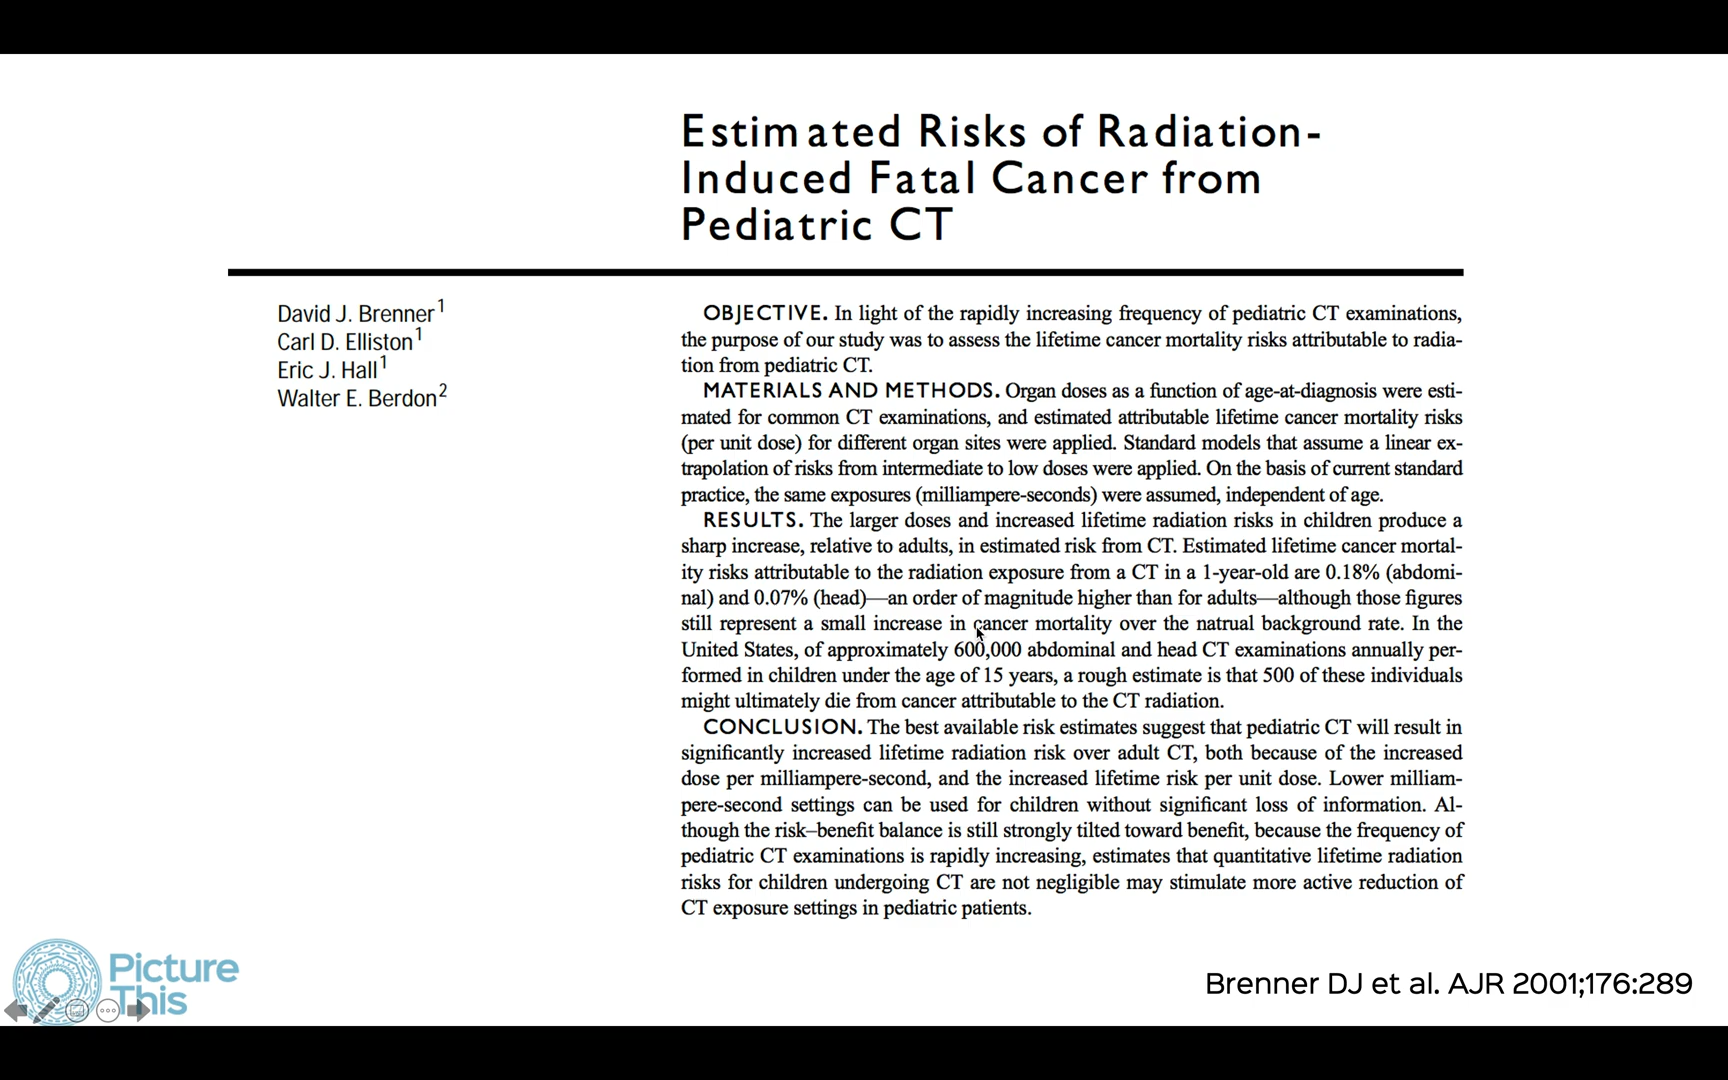 Estimated Risks of Radiation-
Induced Fatal Cancer from
Pediatric CT
David J. Brenner1
Carl D. Elliston1
Eric J. Hall1
Walter E. Berdon2
OBJECTIVE. In light of the rapidly increasing frequency of pediatric CT examinations,
the purpose of our study was to assess the lifetime cancer mortality risks attributable to radia-
tion from pediatric CT.
MATERIALS AND METHODS. Organ doses as a function of age-at-diagnosis were esti-
mated for common CT examinations, and estimated attributable lifetime cancer mortality risks
(per unit dose) for different organ sites were applied. Standard models that assume a linear ex-
trapolation of risks from intermediate to low doses were applied. On the basis of current standard
practice, the same exposures (milliampere-seconds) were assumed, independent of age.
RESULTS. The larger doses and increased lifetime radiation risks in children produce a
sharp increase, relative to adults, in estimated risk from CT. Estimated lifetime cancer mortal-
ity risks attributable to the radiation exposure from a CT in a 1-year-old are 0.18% (abdomi-
nal) and 0.07% (head)—an order of magnitude higher than for adults—although those figures
still represent a small increase in cancer mortality over the natrual background rate. In the
United States, of approximately 600,000 abdominal and head CT examinations annually per-
formed in children under the age of 15 years, a rough estimate is that 500 of these individuals
might ultimately die from cancer attributable to the CT radiation.
CONCLUSION. The best available risk estimates suggest that pediatric CT will result in
significantly increased lifetime radiation risk over adult CT, both because of the increased
dose per milliampere-second, and the increased lifetime risk per unit dose. Lower milliam-
pere-second settings can be used for children without significant loss of information. Al-
though the risk–benefit balance is still strongly tilted toward benefit, because the frequency of
pediatric CT examinations is rapidly increasing, estimates that quantitative lifetime radiation
risks for children undergoing CT are not negligible may stimulate more active reduction of
CT exposure settings in pediatric patients.
Picture
This
Brenner DJ et al. AJR 2001;176:289